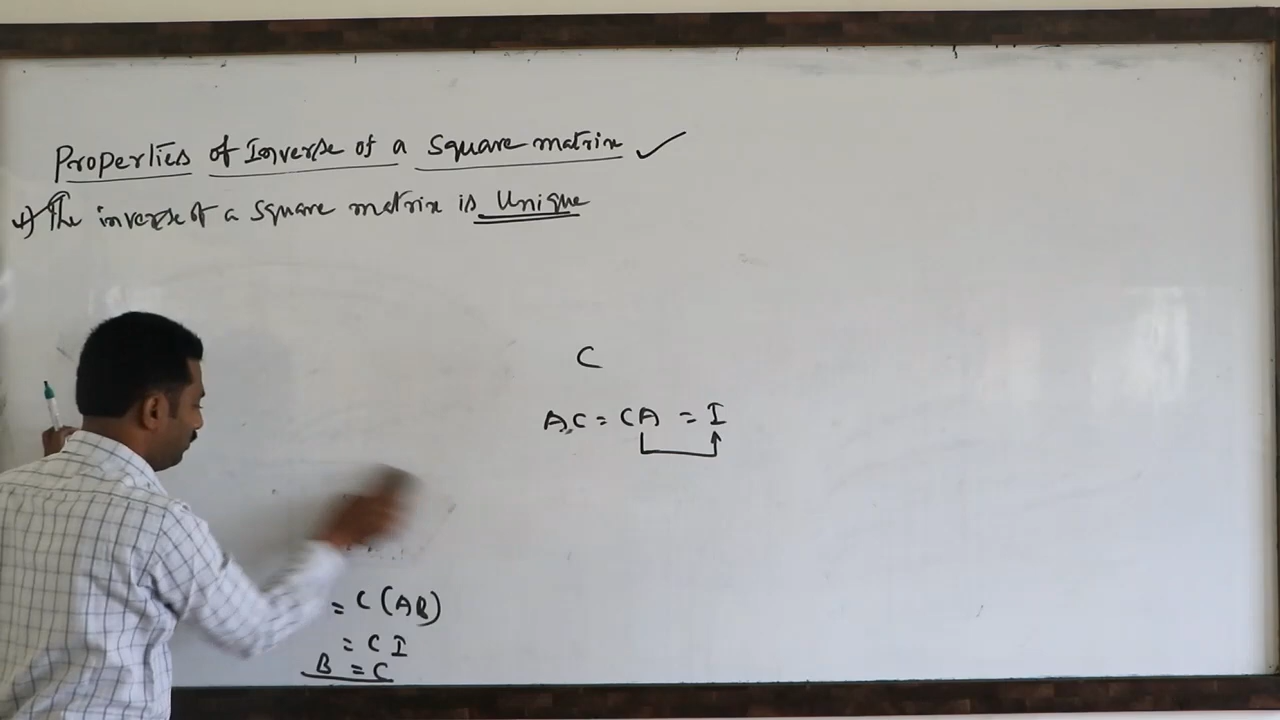 Properties of Inverse of a Square matrix ✓
1) The inverse of a square matrix is Unique
C
AC = CA = I
= C (AB)
= C I
B = C